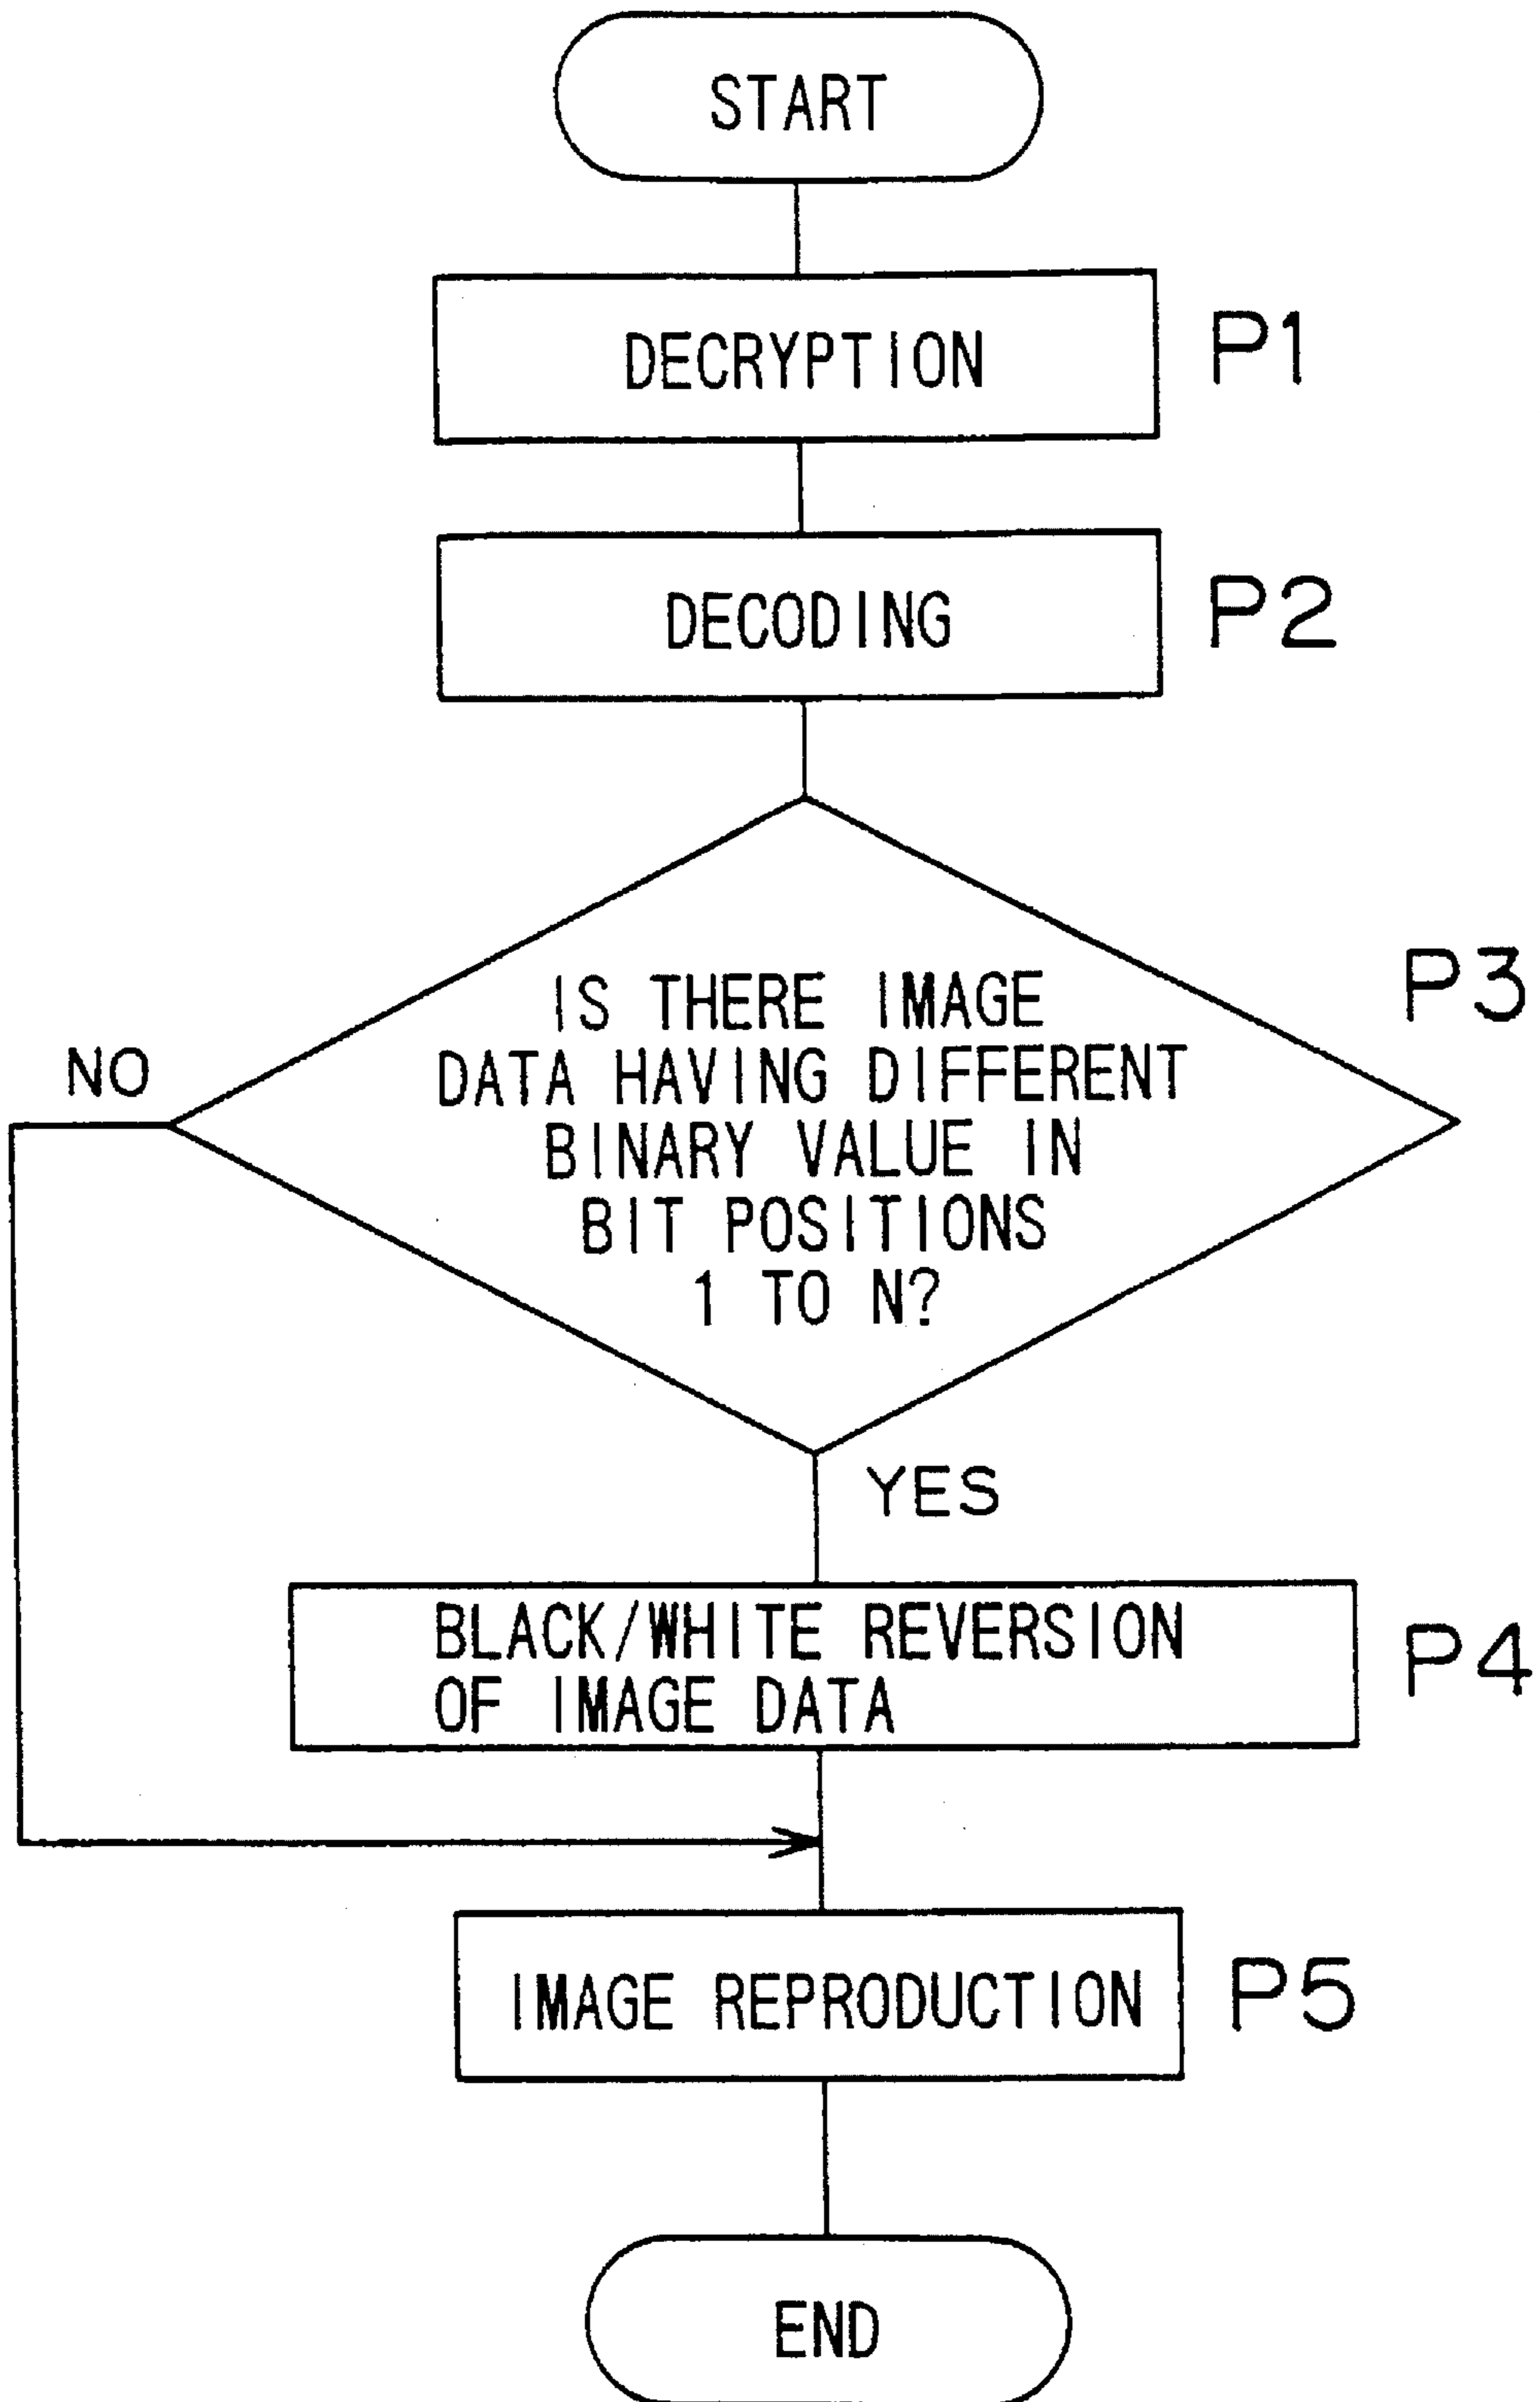 START
DECRYPTION
P1
DECODING
P2
IS THERE IMAGE
DATA HAVING DIFFERENT
BINARY VALUE IN
BIT POSITIONS
1 TO N?
P3
NO
YES
BLACK/WHITE REVERSION
OF IMAGE DATA
P4
IMAGE REPRODUCTION
P5
END